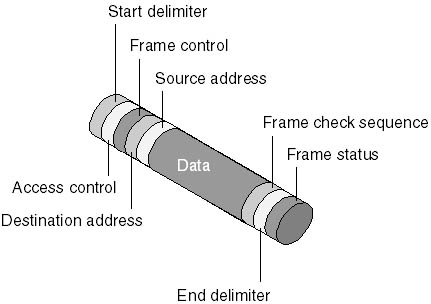 Start delimiter
Frame control
Source address
Frame check sequence
Frame status
Data
Access control
Destination address
End delimiter